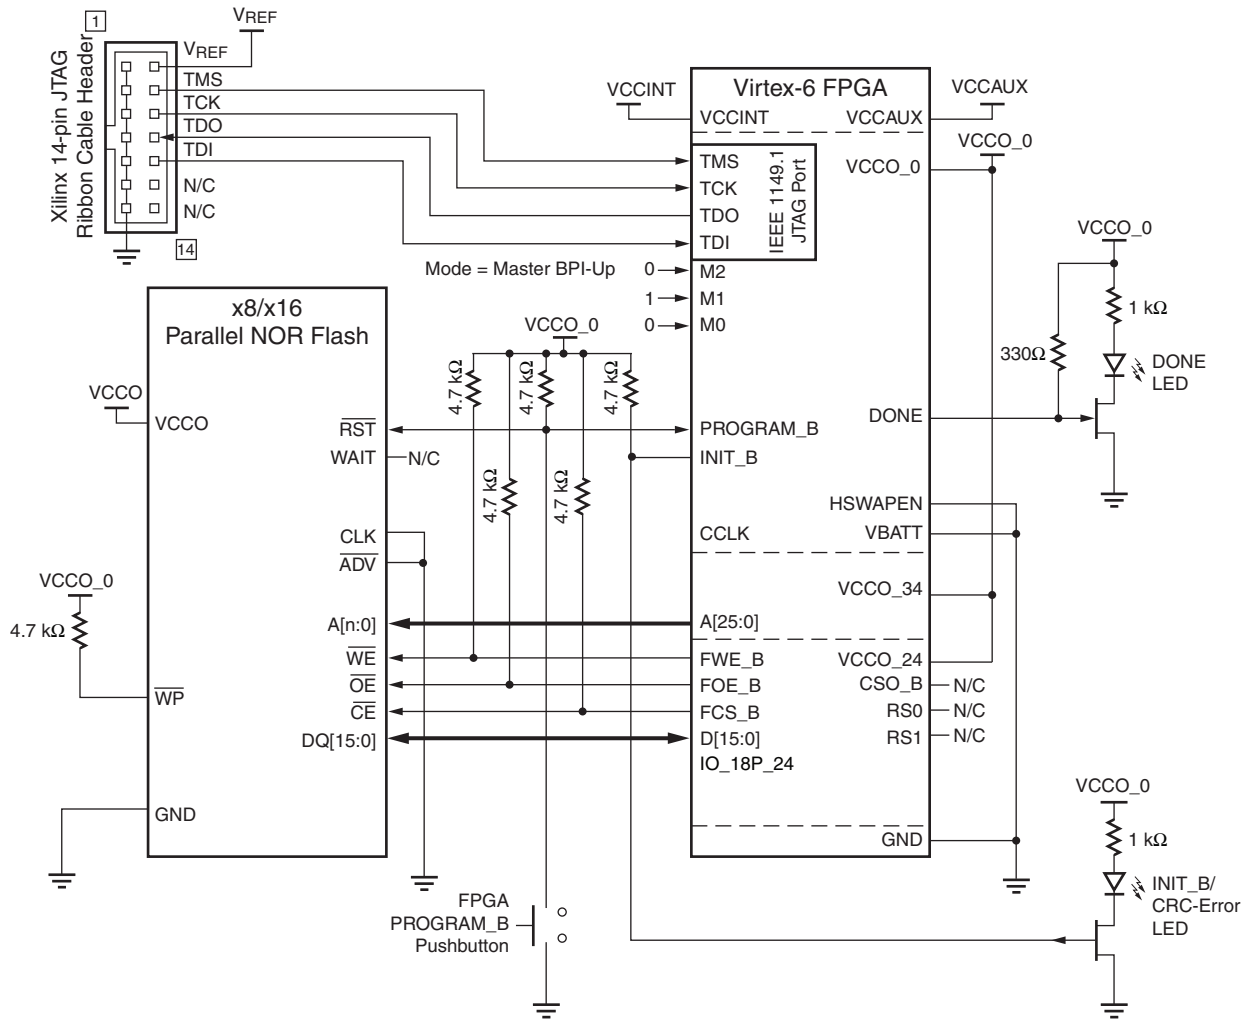 1
VREF
Xilinx 14-pin JTAG
Ribbon Cable Header
VREF
TMS
TCK
TDO
TDI
N/C
N/C
14
VCCINT
Virtex-6 FPGA
VCCINT
VCCAUX
VCCAUX
VCCO_0
VCCO_0
TMS
TCK
TDO
TDI
IEEE 1149.1
JTAG Port
Mode = Master BPI-Up
0
M2
1
M1
0
M0
VCCO_0
1 kΩ
330Ω
DONE
LED
DONE
x8/x16
Parallel NOR Flash
VCCO
VCCO
RST
WAIT
N/C
CLK
ADV
VCCO_0
4.7 kΩ
A[n:0]
WE
OE
WP
CE
DQ[15:0]
GND
VCCO_0
4.7 kΩ
4.7 kΩ
4.7 kΩ
4.7 kΩ
4.7 kΩ
PROGRAM_B
INIT_B
CCLK
HSWAPEN
VBATT
VCCO_34
A[25:0]
FWE_B
FOE_B
FCS_B
D[15:0]
IO_18P_24
VCCO_24
CSO_B
N/C
RS0
N/C
RS1
N/C
GND
FPGA
PROGRAM_B
Pushbutton
VCCO_0
1 kΩ
INIT_B/
CRC-Error
LED